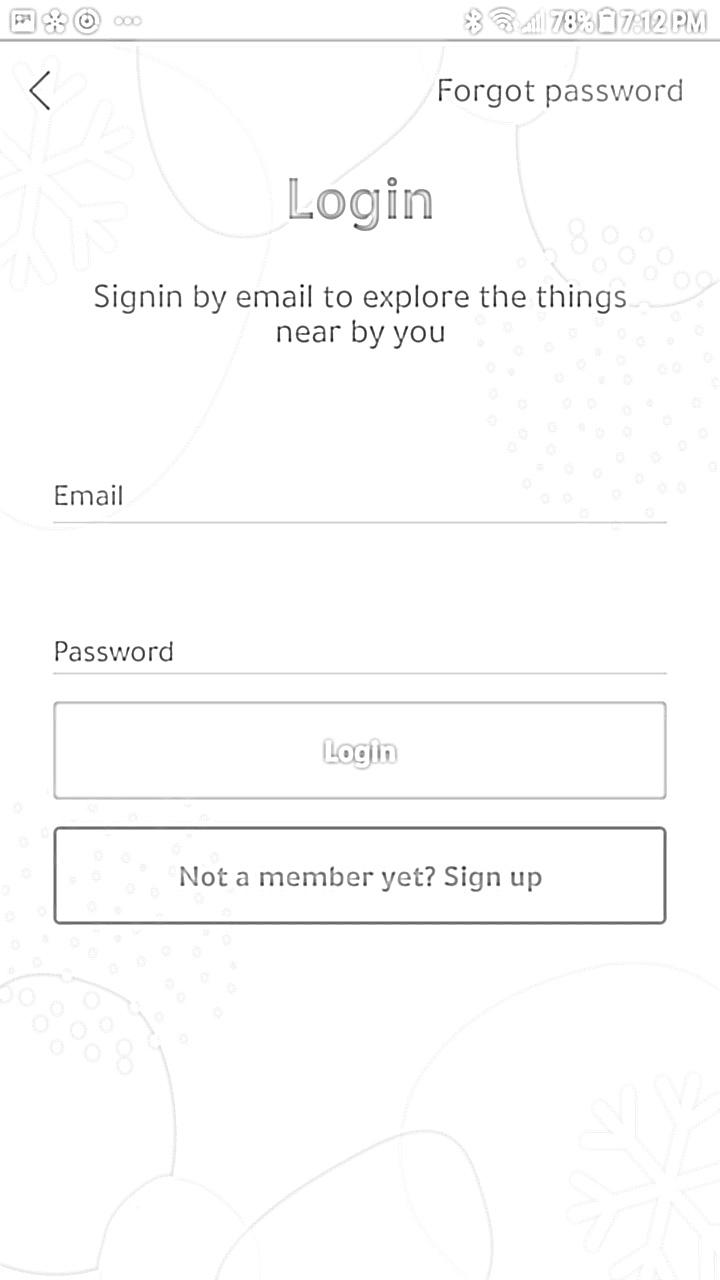 78% 7:12 PM
Forgot password
Login
Signin by email to explore the things
near by you
Email
Password
Login
Not a member yet? Sign up